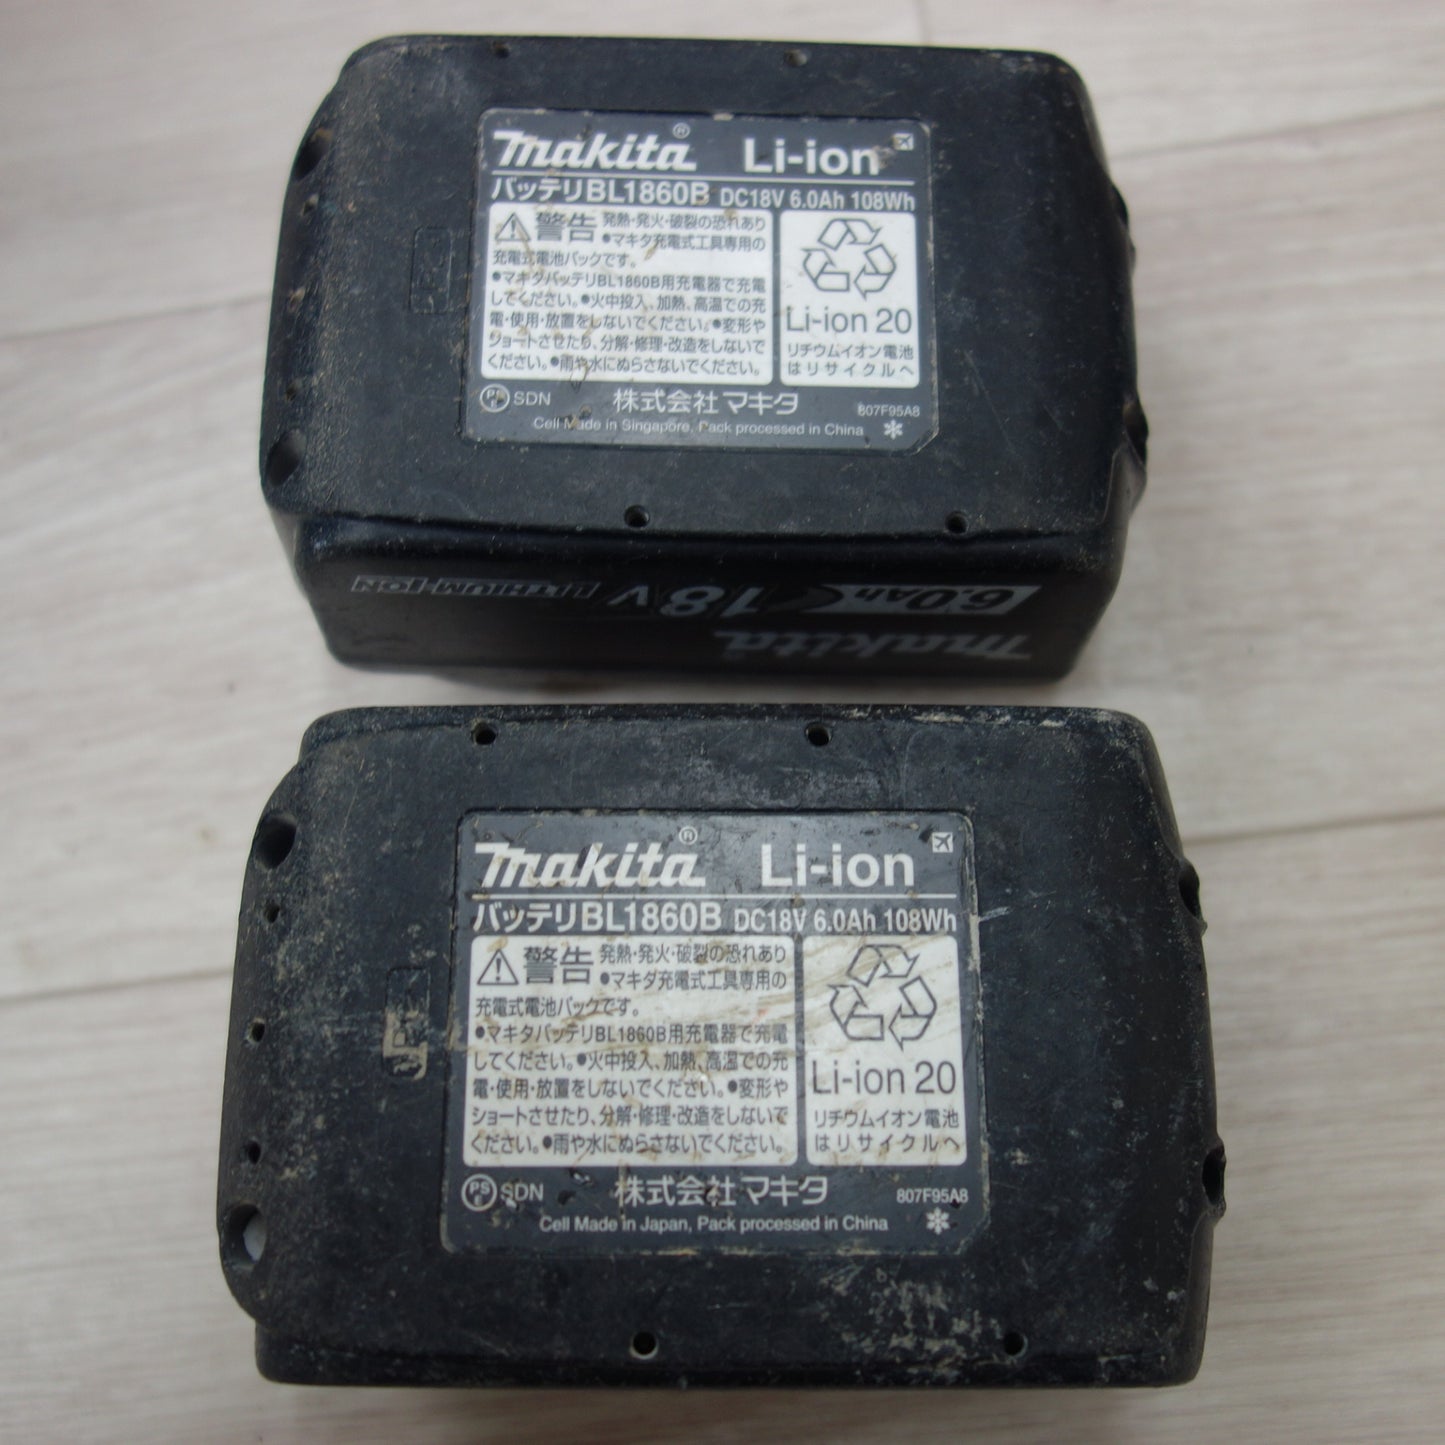 makita® Li-ion
バッテリBL1860B DC18V 6.0Ah 108Wh
警告 発熱・発火・破裂の恐れあり
●マキタ充電式工具専用の
充電式電池パックです。
●マキタバッテリBL1860B用充電器で充電
してください。●火中投入、加熱、高温での充
電・使用・放置をしないでください。●変形や
ショートさせたり、分解・修理・改造をしないで
ください。●雨や水にぬらさないでください。
Li-ion 20
リチウムイオン電池
はリサイクルへ
PS E SDN 株式会社マキタ 807F95A8
Cell Made in Singapore, Pack processed in China
6.0Ah 18V LITHIUM-ION
makita
makita® Li-ion
バッテリBL1860B DC18V 6.0Ah 108Wh
警告 発熱・発火・破裂の恐れあり
●マキタ充電式工具専用の
充電式電池パックです。
●マキタバッテリBL1860B用充電器で充電
してください。●火中投入、加熱、高温での充
電・使用・放置をしないでください。●変形や
ショートさせたり、分解・修理・改造をしないで
ください。●雨や水にぬらさないでください。
Li-ion 20
リチウムイオン電池
はリサイクルへ
PS E SDN 株式会社マキタ 807F95A8
Cell Made in Japan, Pack processed in China